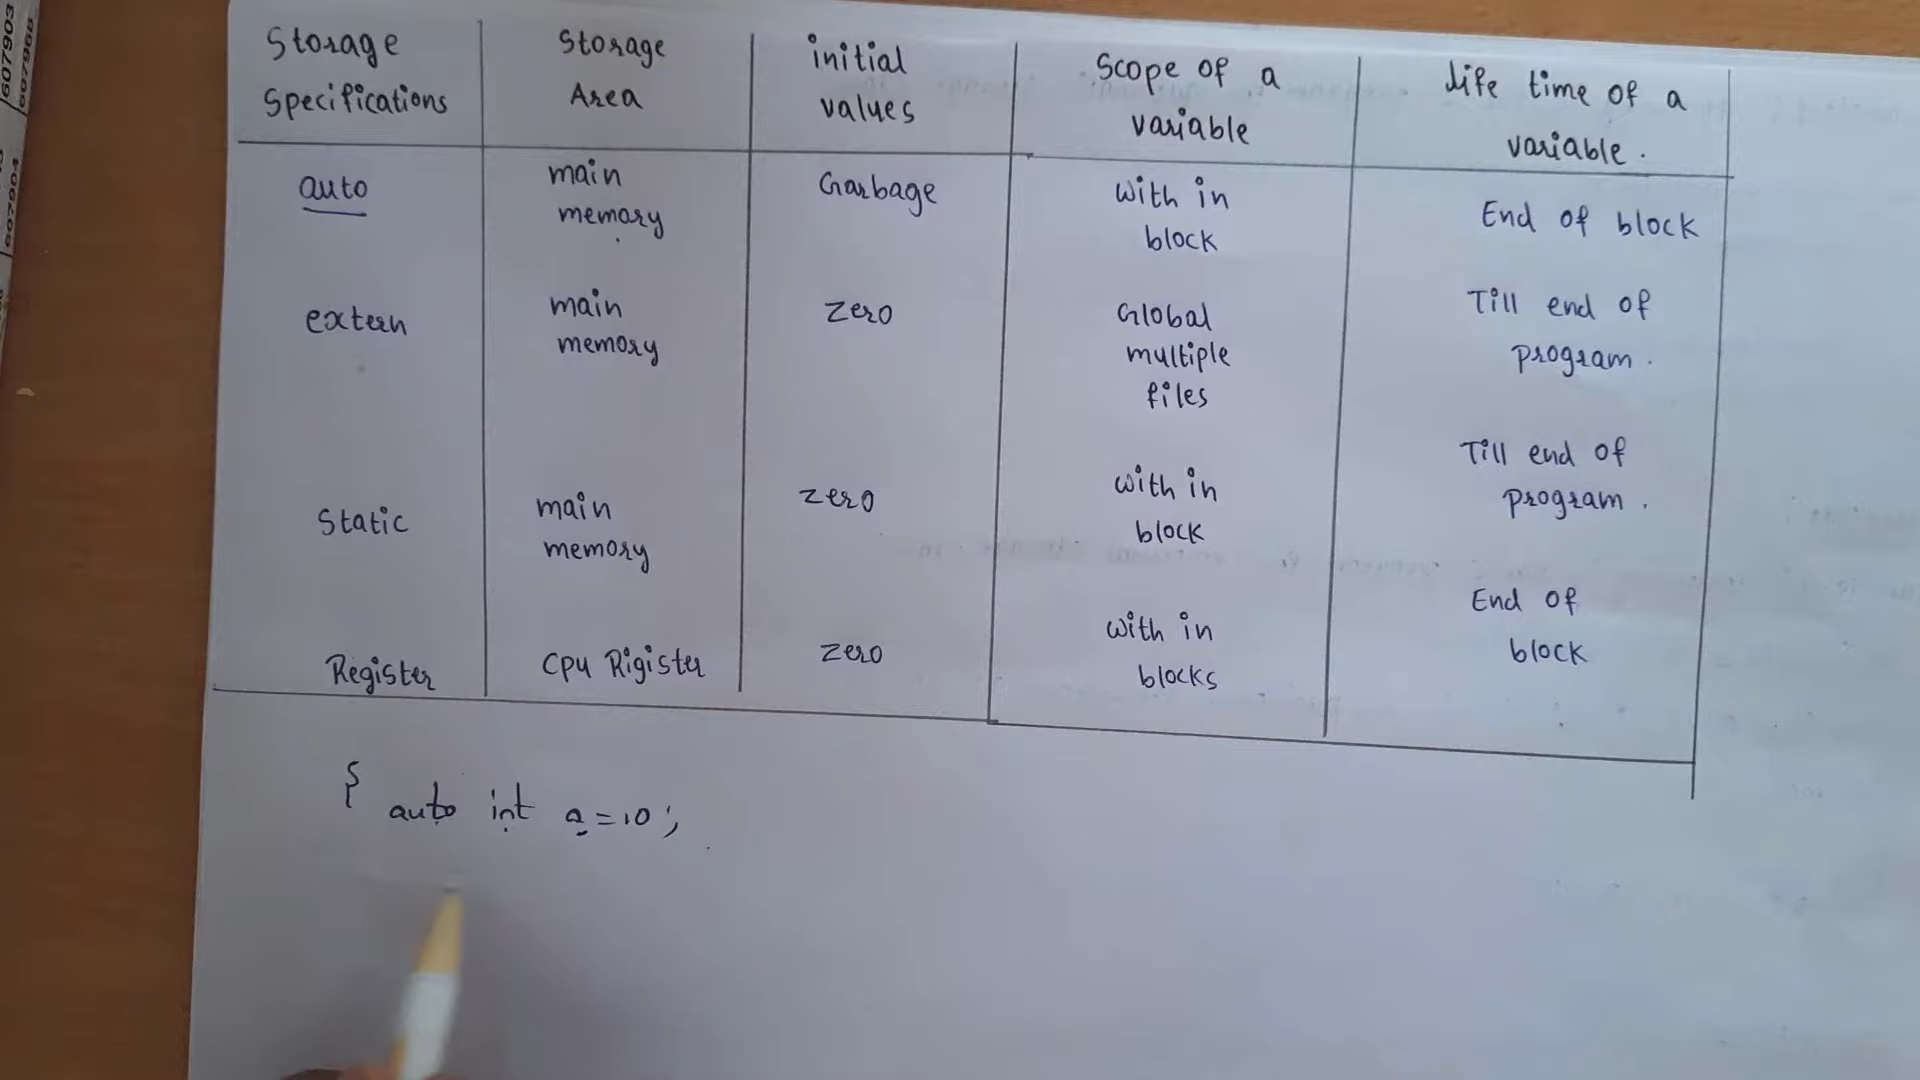 Storage Specifications
Storage Area
initial values
Scope of a variable
life time of a variable.
auto
main memory
Garbage
with in block
End of block
extern
main memory
zero
Global multiple files
Till end of program.
Static
main memory
zero
with in block
Till end of program.
Register
Cpu Rigister
zero
with in blocks
End of block
{ auto int a=10;
607903
607968
607904